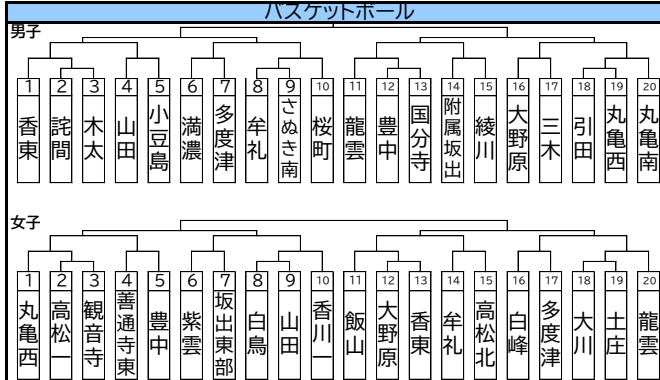 バスケットボール
男子
1 2 3 4 5 6 7 8 9 10 11 12 13 14 15 16 17 18 19 20
香東 詫間 木太 山田 小豆島 満濃 多度津 牟礼 さぬき南 桜町 龍雲 豊中 国分寺 附属坂出 綾川 大野原 三木 引田 丸亀西 丸亀南
女子
1 2 3 4 5 6 7 8 9 10 11 12 13 14 15 16 17 18 19 20
丸亀西 高松一 観音寺 善通寺東 豊中 紫雲 坂出東部 白鳥 山田 香川一 飯山 大野原 香東 牟礼 高松北 白峰 多度津 大川 土庄 龍雲